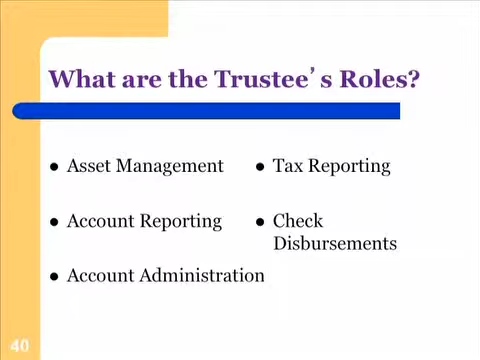 What are the Trustee’s Roles?
● Asset Management
● Account Reporting
● Account Administration
● Tax Reporting
● Check
Disbursements
40